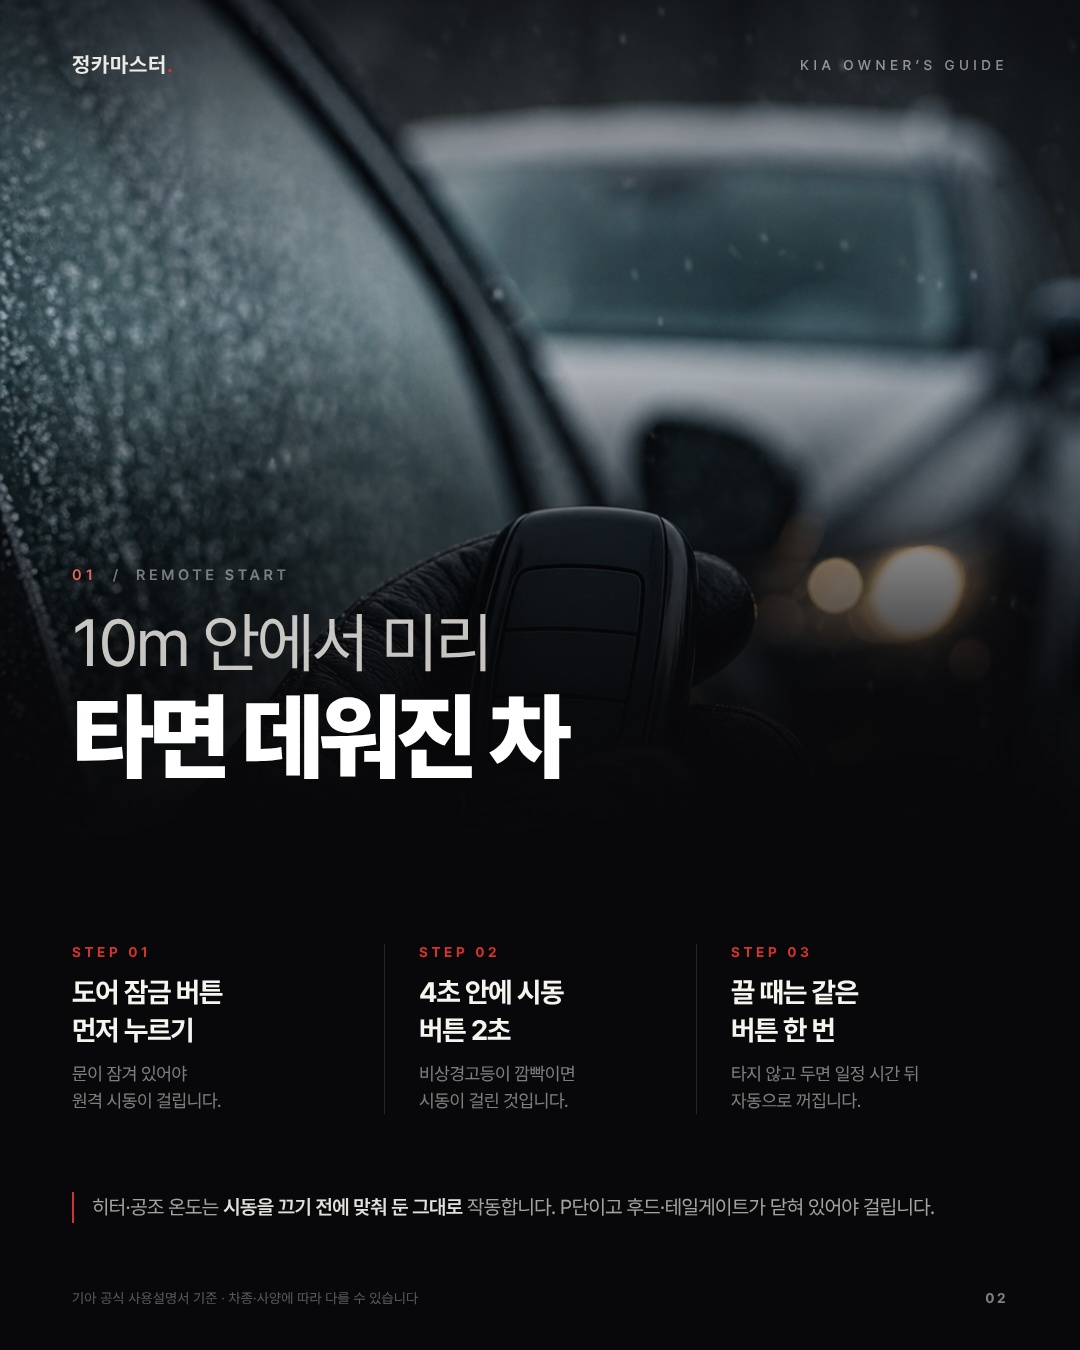 정카마스터.
KIA OWNER'S GUIDE
01 / REMOTE START
10m 안에서 미리
타면 데워진 차
STEP 01
도어 잠금 버튼
먼저 누르기
문이 잠겨 있어야
원격 시동이 걸립니다.
STEP 02
4초 안에 시동
버튼 2초
비상경고등이 깜빡이면
시동이 걸린 것입니다.
STEP 03
끌 때는 같은
버튼 한 번
타지 않고 두면 일정 시간 뒤
자동으로 꺼집니다.
히터·공조 온도는 시동을 끄기 전에 맞춰 둔 그대로 작동합니다. P단이고 후드·테일게이트가 닫혀 있어야 걸립니다.
기아 공식 사용설명서 기준 · 차종·사양에 따라 다를 수 있습니다
02